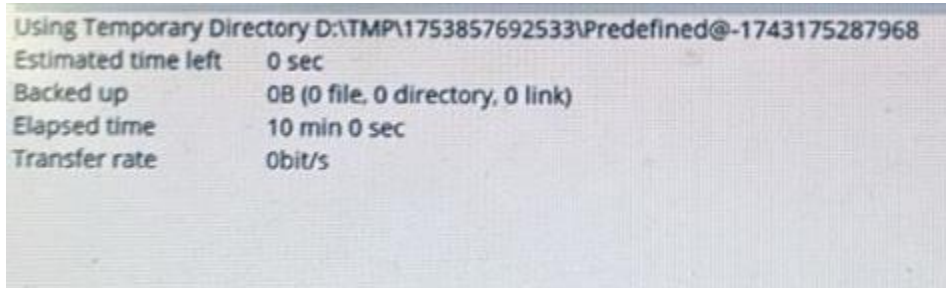 Using Temporary Directory D:\TMP\1753857692533\Predefined@-1743175287968
Estimated time left 0 sec
Backed up 0B (0 file, 0 directory, 0 link)
Elapsed time 10 min 0 sec
Transfer rate 0bit/s